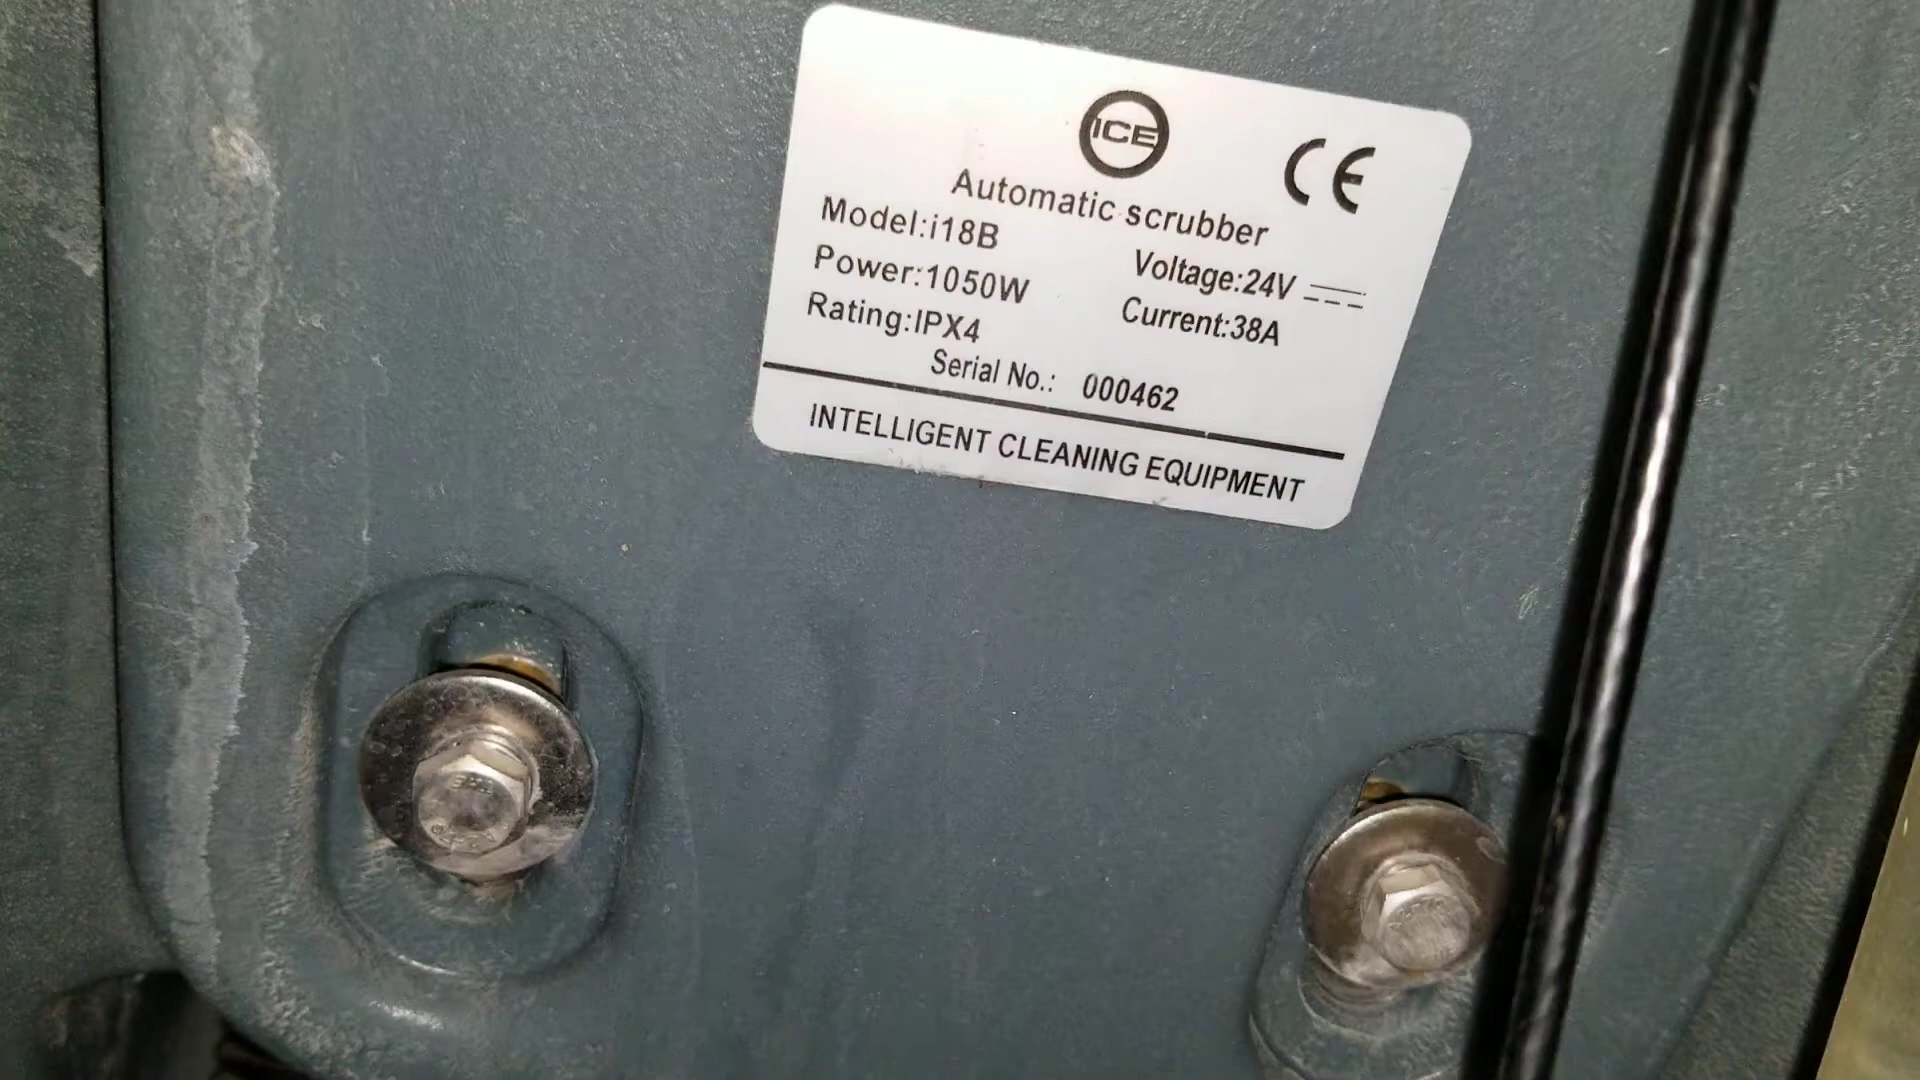 ICE
CE
Automatic scrubber
Model:i18B
Voltage:24V
Power:1050W
Current:38A
Rating:IPX4
Serial No.: 000462
INTELLIGENT CLEANING EQUIPMENT